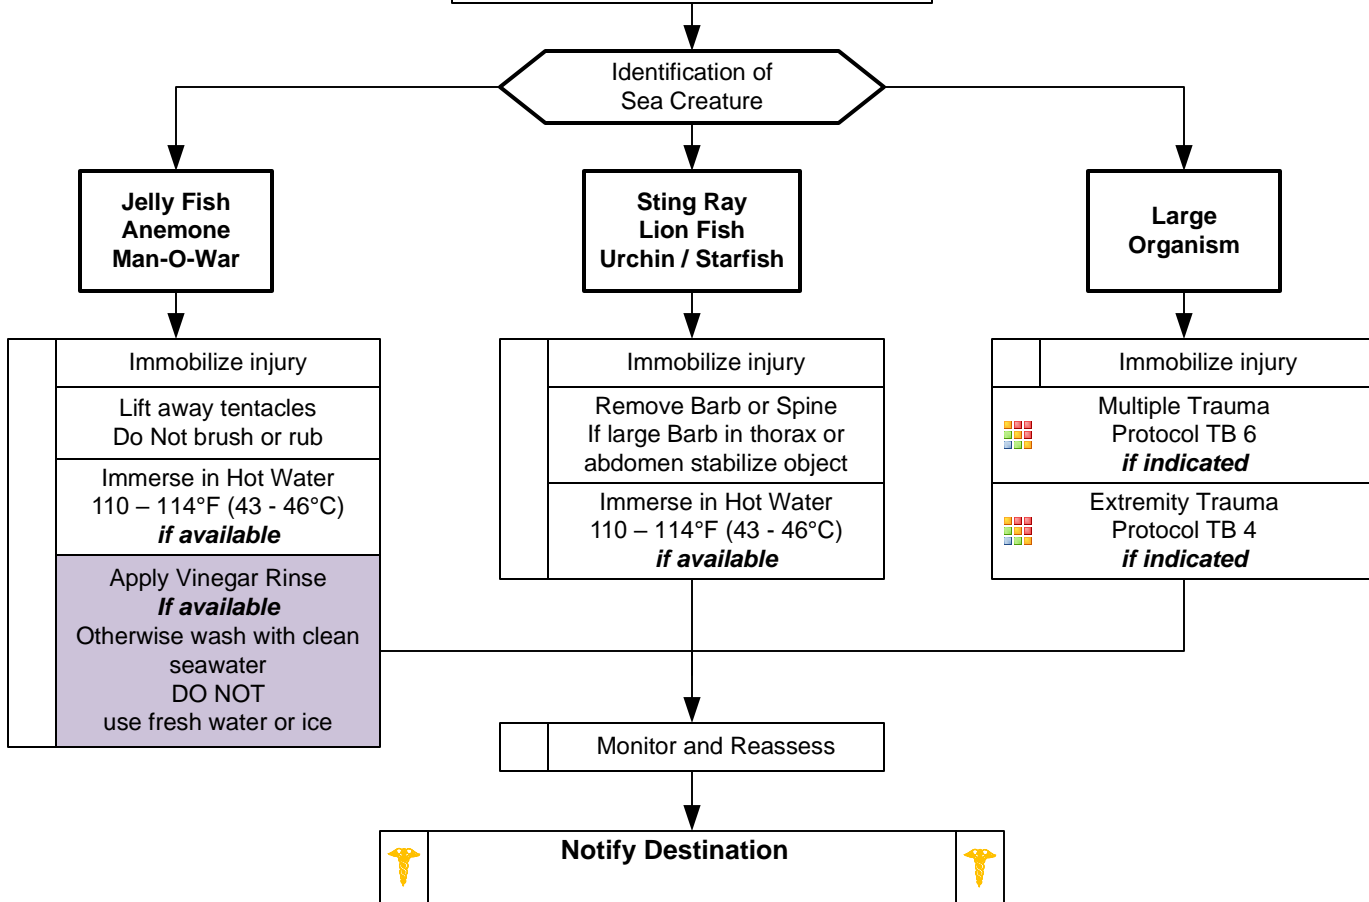 Identification of
Sea Creature
Jelly Fish
Anemone
Man-O-War
Sting Ray
Lion Fish
Urchin / Starfish
Large
Organism
Immobilize injury
Lift away tentacles
Do Not brush or rub
Immerse in Hot Water
110 – 114°F (43 - 46°C)
if available
Apply Vinegar Rinse
If available
Otherwise wash with clean
seawater
DO NOT
use fresh water or ice
Immobilize injury
Remove Barb or Spine
If large Barb in thorax or
abdomen stabilize object
Immerse in Hot Water
110 – 114°F (43 - 46°C)
if available
Immobilize injury
Multiple Trauma
Protocol TB 6
if indicated
Extremity Trauma
Protocol TB 4
if indicated
Monitor and Reassess
Notify Destination